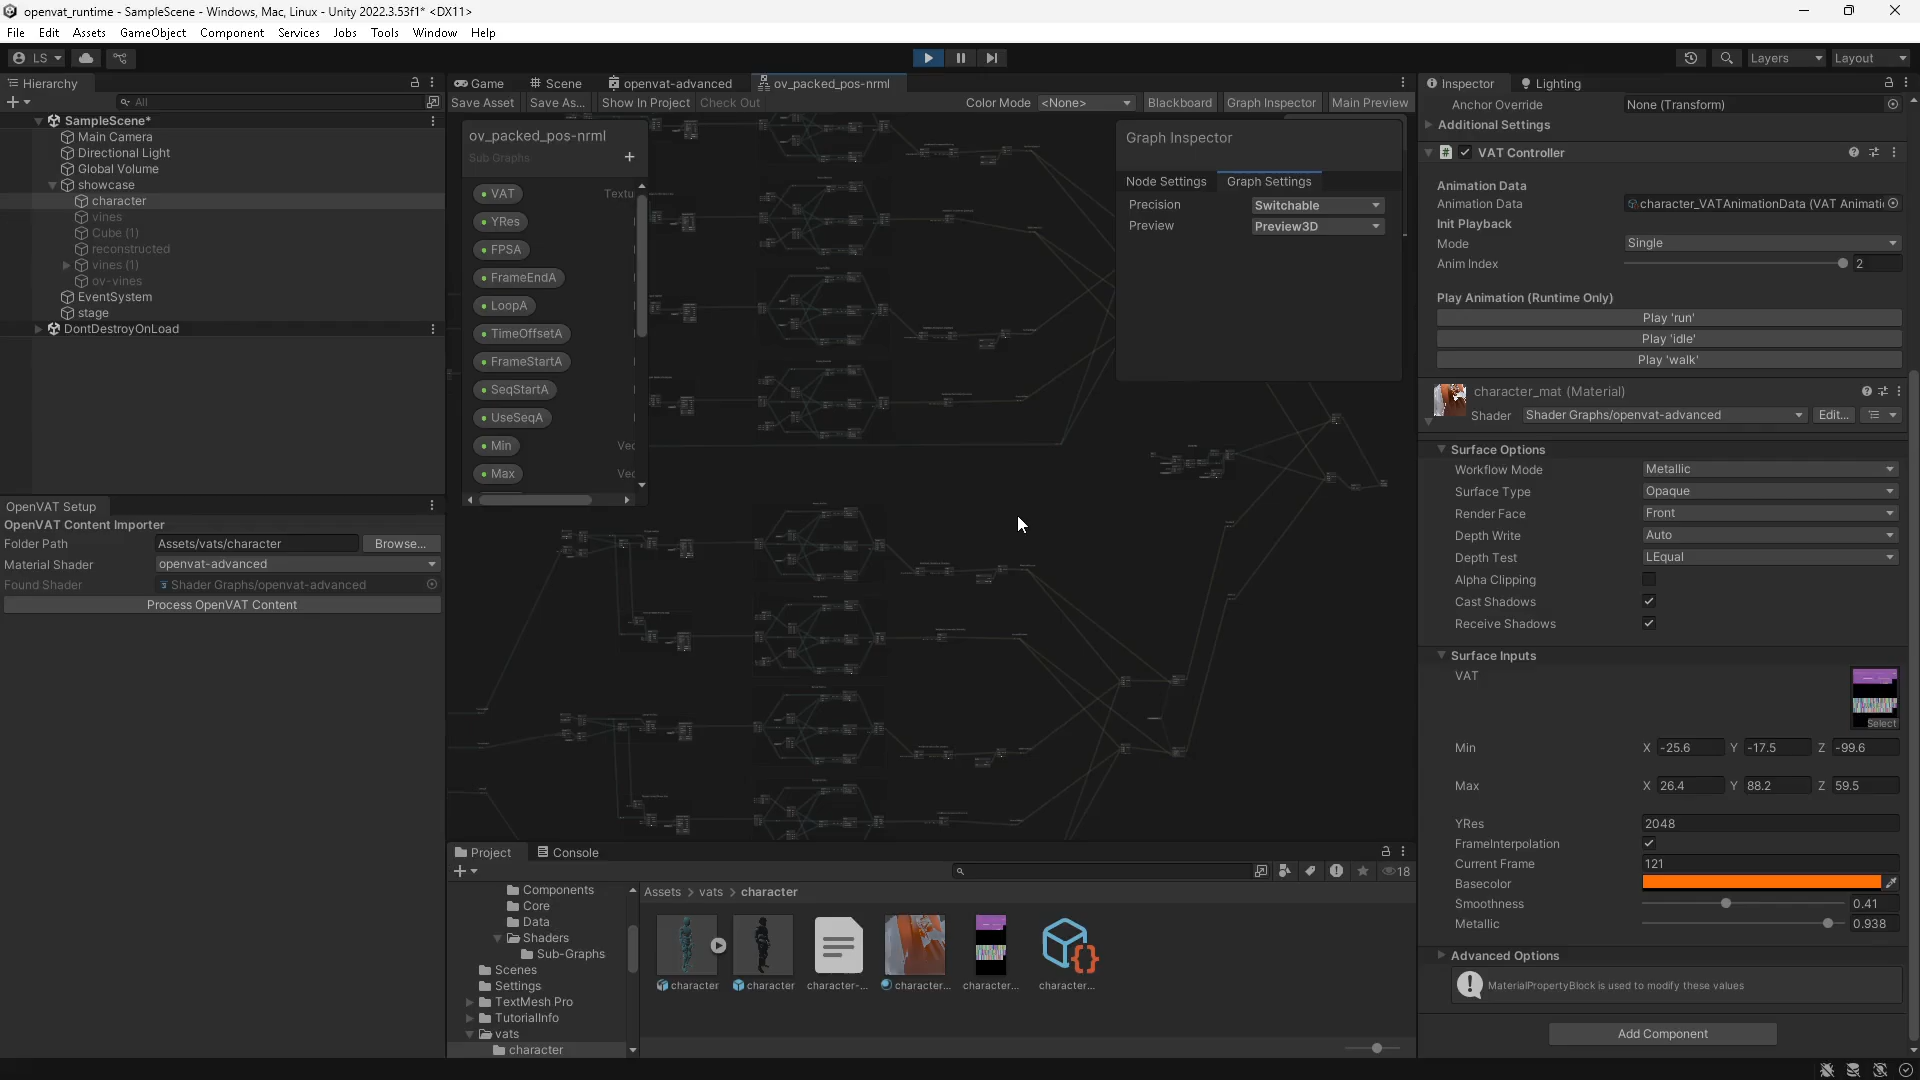 openvat_runtime - SampleScene - Windows, Mac, Linux - Unity 2022.3.53f1* <DX11>
File Edit Assets GameObject Component Services Jobs Tools Window Help
LS Layers Layout
Hierarchy
All
SampleScene*
Main Camera
Directional Light
Global Volume
showcase
character
vines
Cube (1)
reconstructed
vines (1)
ov-vines
EventSystem
stage
DontDestroyOnLoad
OpenVAT Setup
OpenVAT Content Importer
Folder Path Assets/vats/character Browse...
Material Shader openvat-advanced
Found Shader Shader Graphs/openvat-advanced
Process OpenVAT Content
Game Scene openvat-advanced ov_packed_pos-nrml
Save Asset Save As... Show In Project Check Out Color Mode <None> Blackboard Graph Inspector Main Preview
ov_packed_pos-nrml
Sub Graphs
VAT Textu
YRes
FPSA
FrameEndA
LoopA
TimeOffsetA
FrameStartA
SeqStartA
UseSeqA
Min Vec
Max Vec
Graph Inspector
Node Settings Graph Settings
Precision Switchable
Preview Preview3D
Project Console
18
Components
Core
Data
Shaders
Sub-Graphs
Scenes
Settings
TextMesh Pro
TutorialInfo
vats
character
Assets > vats > character
character character character-... character... character... character...
Inspector Lighting
Anchor Override None (Transform)
Additional Settings
# VAT Controller
Animation Data
Animation Data character_VATAnimationData (VAT Animati
Init Playback
Mode Single
Anim Index 2
Play Animation (Runtime Only)
Play 'run'
Play 'idle'
Play 'walk'
character_mat (Material)
Shader Shader Graphs/openvat-advanced Edit...
Surface Options
Workflow Mode Metallic
Surface Type Opaque
Render Face Front
Depth Write Auto
Depth Test LEqual
Alpha Clipping
Cast Shadows
Receive Shadows
Surface Inputs
VAT
Select
Min X -25.6 Y -17.5 Z -99.6
Max X 26.4 Y 88.2 Z 59.5
YRes 2048
FrameInterpolation
Current Frame 121
Basecolor
Smoothness 0.41
Metallic 0.938
Advanced Options
MaterialPropertyBlock is used to modify these values
Add Component